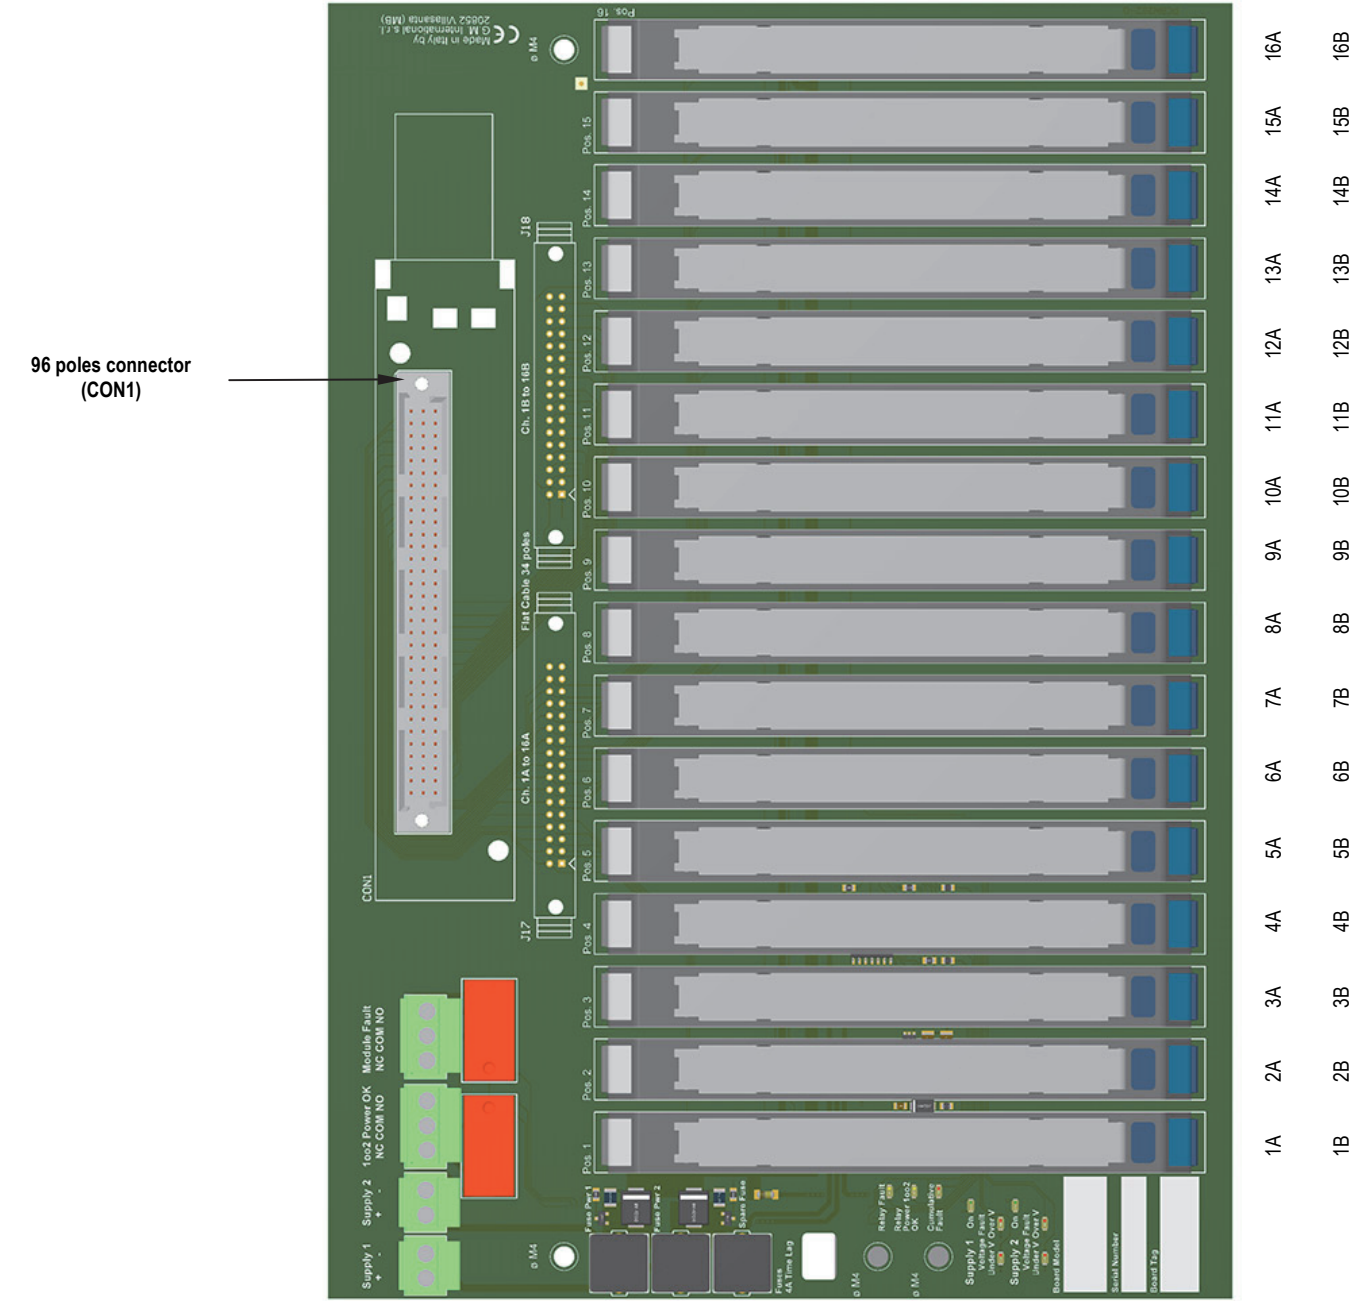 Made in Italy by
G.M. International s.r.l.
20852 Villasanta (MB)
CE
ø M4
Pos. 16
16A 16B
Pos. 15
15A 15B
Pos. 14
14A 14B
J18
Pos. 13
13A 13B
Pos. 12
12A 12B
96 poles connector
(CON1)
Ch. 1B to 16B
Pos. 11
11A 11B
Pos. 10
10A 10B
Flat Cable 34 poles
Pos. 9
9A 9B
Pos. 8
8A 8B
Pos. 7
7A 7B
Ch. 1A to 16A
Pos. 6
6A 6B
Pos. 5
5A 5B
CON1
J17
Pos. 4
4A 4B
Pos. 3
3A 3B
Module Fault
NC COM NO
Pos. 2
2A 2B
1oo2 Power OK
NC COM NO
Pos. 1
1A 1B
Supply 2
+ -
Supply 1
+ -
ø M4
Fuse Pwr 1
Fuse Pwr 2
Spare Fuse
Fuses
4A Time Lag
ø M4
Relay Fault
Relay
Power 1oo2
OK
Cumulative
Fault
ø M4
Supply 1 On
Voltage Fault
Under V Over V
Supply 2 On
Voltage Fault
Under V Over V
Board Model
Serial Number
Board Tag